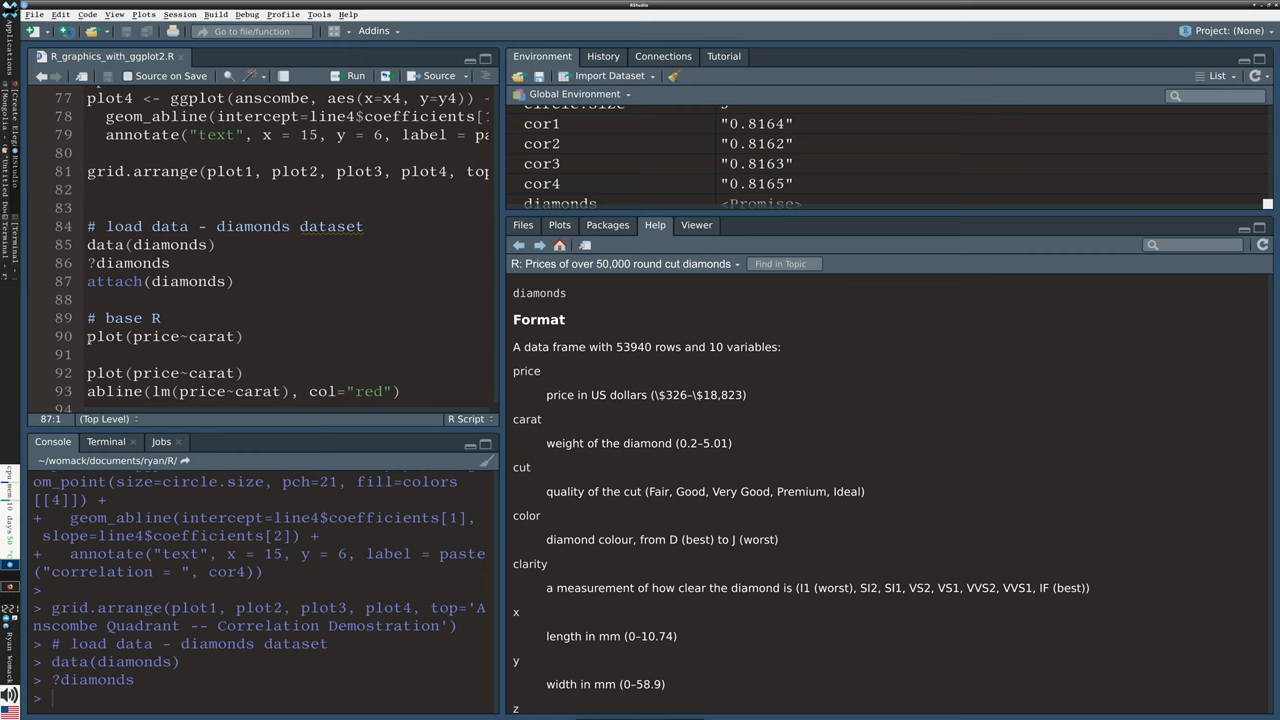 RStudio
File Edit Code View Plots Session Build Debug Profile Tools Help
Go to file/function
Addins
Project: (None)
R_graphics_with_ggplot2.R
Source on Save
Run
Source
77 plot4 <- ggplot(anscombe, aes(x=x4, y=y4))
78 geom_abline(intercept=line4$coefficients[
79 annotate("text", x = 15, y = 6, label = pa
80
81 grid.arrange(plot1, plot2, plot3, plot4, top
82
83
84 # load data - diamonds dataset
85 data(diamonds)
86 ?diamonds
87 attach(diamonds)
88
89 # base R
90 plot(price~carat)
91
92 plot(price~carat)
93 abline(lm(price~carat), col="red")
94
87:1 (Top Level) R Script
Console Terminal Jobs
~/womack/documents/ryan/R/
om_point(size=circle.size, pch=21, fill=colors
[[4]]) +
+ geom_abline(intercept=line4$coefficients[1],
slope=line4$coefficients[2]) +
+ annotate("text", x = 15, y = 6, label = paste
("correlation = ", cor4))
>
> grid.arrange(plot1, plot2, plot3, plot4, top='A
nscombe Quadrant -- Correlation Demostration')
> # load data - diamonds dataset
> data(diamonds)
> ?diamonds
>
Environment History Connections Tutorial
Import Dataset
List
Global Environment
circle.size
cor1 "0.8164"
cor2 "0.8162"
cor3 "0.8163"
cor4 "0.8165"
diamonds <Promise>
Files Plots Packages Help Viewer
R: Prices of over 50,000 round cut diamonds
Find in Topic
diamonds
Format
A data frame with 53940 rows and 10 variables:
price
price in US dollars (\$326–\$18,823)
carat
weight of the diamond (0.2–5.01)
cut
quality of the cut (Fair, Good, Very Good, Premium, Ideal)
color
diamond colour, from D (best) to J (worst)
clarity
a measurement of how clear the diamond is (I1 (worst), SI2, SI1, VS2, VS1, VVS2, VVS1, IF (best))
x
length in mm (0–10.74)
y
width in mm (0–58.9)
z
Applications
RStudio
12:21
Ryan Womack